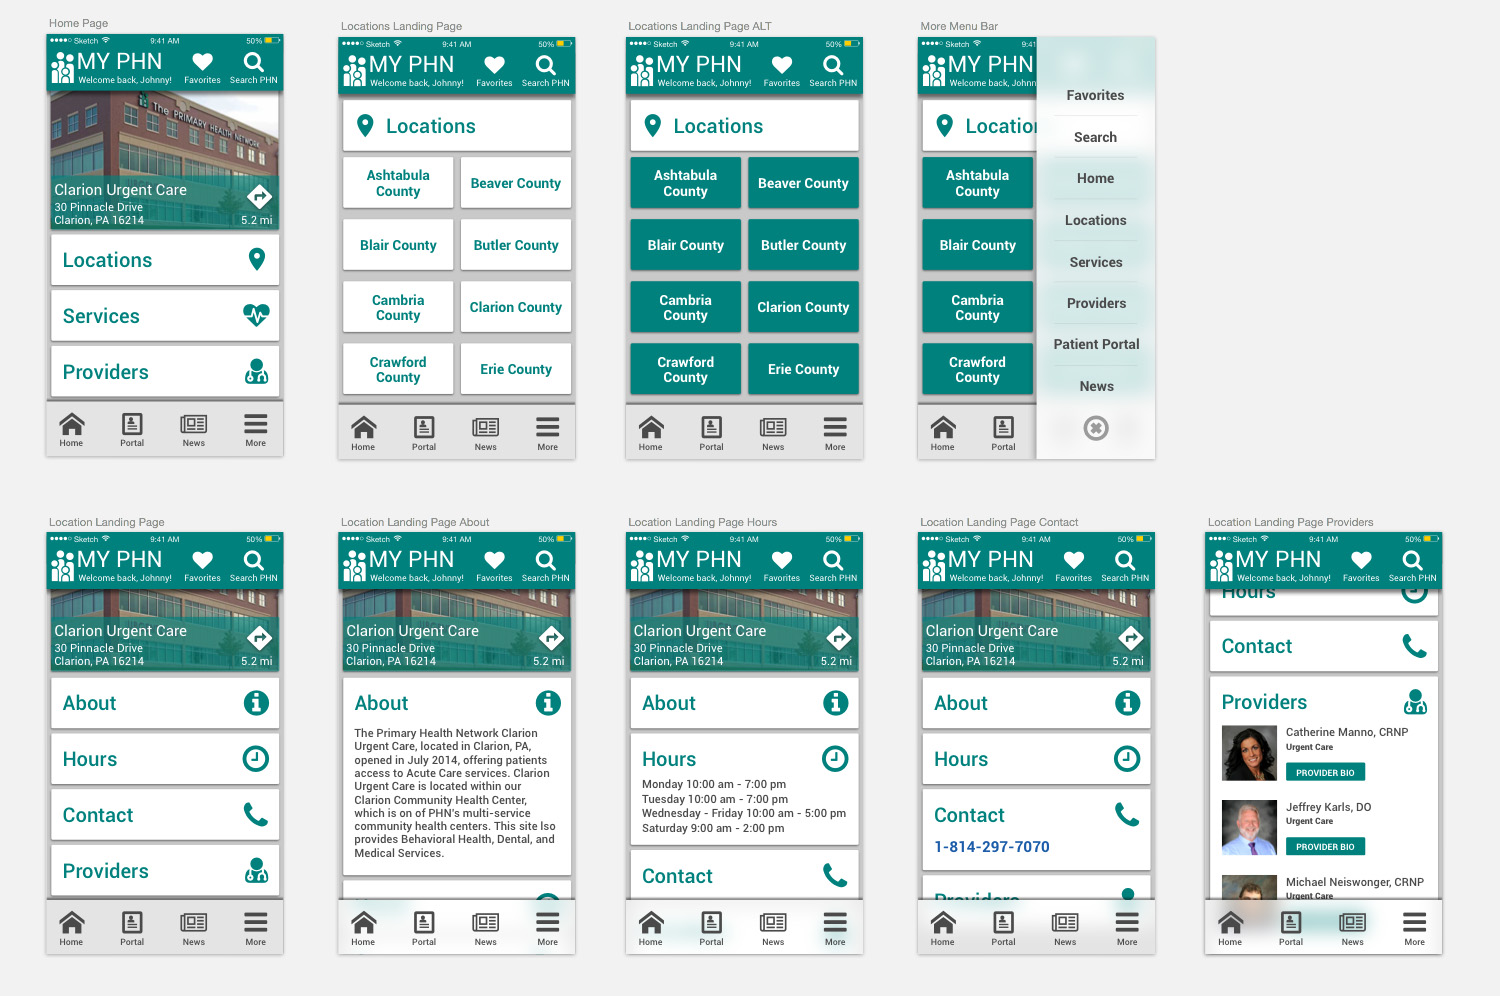 Home Page
Sketch 9:41 AM 50%
MY PHN
Welcome back, Johnny!
Favorites
Search PHN
The PRIMARY HEALTH NETWORK
Clarion Urgent Care
30 Pinnacle Drive
Clarion, PA 16214
5.2 mi
Locations
Services
Providers
Home
Portal
News
More
Locations Landing Page
Sketch 9:41 AM 50%
MY PHN
Welcome back, Johnny!
Favorites
Search PHN
Locations
Ashtabula
County
Beaver County
Blair County
Butler County
Cambria
County
Clarion County
Crawford
County
Erie County
Home
Portal
News
More
Locations Landing Page ALT
Sketch 9:41 AM 50%
MY PHN
Welcome back, Johnny!
Favorites
Search PHN
Locations
Ashtabula
County
Beaver County
Blair County
Butler County
Cambria
County
Clarion County
Crawford
County
Erie County
Home
Portal
News
More
More Menu Bar
Sketch 9:41
MY PHN
Welcome back, Johnny!
Locatio
Ashtabula
County
Blair County
Cambria
County
Crawford
County
Home
Portal
Favorites
Search
Home
Locations
Services
Providers
Patient Portal
News
Location Landing Page
Sketch 9:41 AM 50%
MY PHN
Welcome back, Johnny!
Favorites
Search PHN
Clarion Urgent Care
30 Pinnacle Drive
Clarion, PA 16214
5.2 mi
About
Hours
Contact
Providers
Home
Portal
News
More
Location Landing Page About
Sketch 9:41 AM 50%
MY PHN
Welcome back, Johnny!
Favorites
Search PHN
Clarion Urgent Care
30 Pinnacle Drive
Clarion, PA 16214
5.2 mi
About
The Primary Health Network Clarion
Urgent Care, located in Clarion, PA,
opened in July 2014, offering patients
access to Acute Care services. Clarion
Urgent Care is located within our
Clarion Community Health Center,
which is on of PHN's multi-service
community health centers. This site lso
provides Behavioral Health, Dental, and
Medical Services.
Home
Portal
News
More
Location Landing Page Hours
Sketch 9:41 AM 50%
MY PHN
Welcome back, Johnny!
Favorites
Search PHN
Clarion Urgent Care
30 Pinnacle Drive
Clarion, PA 16214
5.2 mi
About
Hours
Monday 10:00 am - 7:00 pm
Tuesday 10:00 am - 7:00 pm
Wednesday - Friday 10:00 am - 5:00 pm
Saturday 9:00 am - 2:00 pm
Contact
Home
Portal
News
More
Location Landing Page Contact
Sketch 9:41 AM 50%
MY PHN
Welcome back, Johnny!
Favorites
Search PHN
Clarion Urgent Care
30 Pinnacle Drive
Clarion, PA 16214
5.2 mi
About
Hours
Contact
1-814-297-7070
Providers
Home
Portal
News
More
Location Landing Page Providers
Sketch 9:41 AM 50%
MY PHN
Welcome back, Johnny!
Favorites
Search PHN
Hours
Contact
Providers
Catherine Manno, CRNP
Urgent Care
PROVIDER BIO
Jeffrey Karls, DO
Urgent Care
PROVIDER BIO
Michael Neiswonger, CRNP
Urgent Care
Home
Portal
News
More